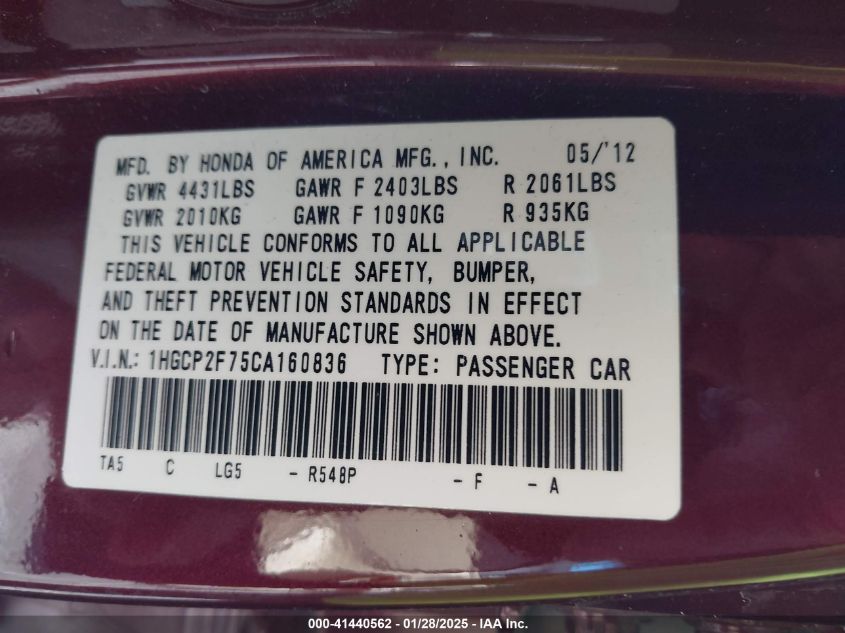 MFD. BY HONDA OF AMERICA MFG., INC. 05/'12
GVWR 4431LBS GAWR F 2403LBS R 2061LBS
GVWR 2010KG GAWR F 1090KG R 935KG
THIS VEHICLE CONFORMS TO ALL APPLICABLE
FEDERAL MOTOR VEHICLE SAFETY, BUMPER,
AND THEFT PREVENTION STANDARDS IN EFFECT
ON THE DATE OF MANUFACTURE SHOWN ABOVE.
V.I.N.: 1HGCP2F75CA160836 TYPE: PASSENGER CAR
TA5 C LG5 - R548P - F - A
000-41440562 - 01/28/2025 - IAA Inc.